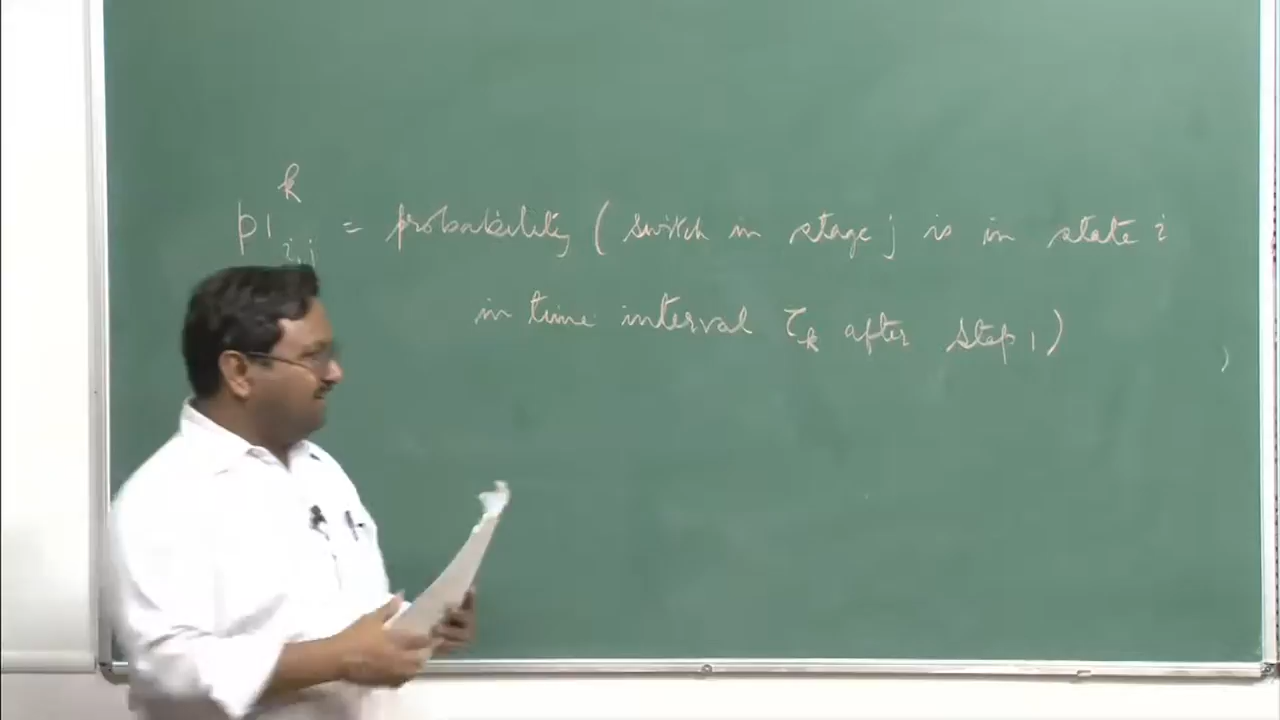 p1^k_{i,j} = probability ( switch in stage j is in state i
in time interval τ_k after step 1 )